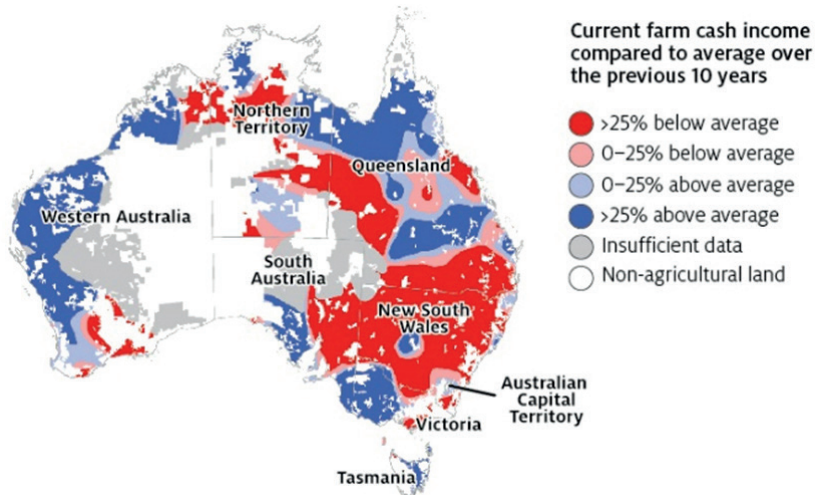 Current farm cash income
compared to average over
the previous 10 years
>25% below average
0–25% below average
0–25% above average
>25% above average
Insufficient data
Non-agricultural land
Northern
Territory
Queensland
Western Australia
South
Australia
New South
Wales
Australian
Capital
Territory
Victoria
Tasmania